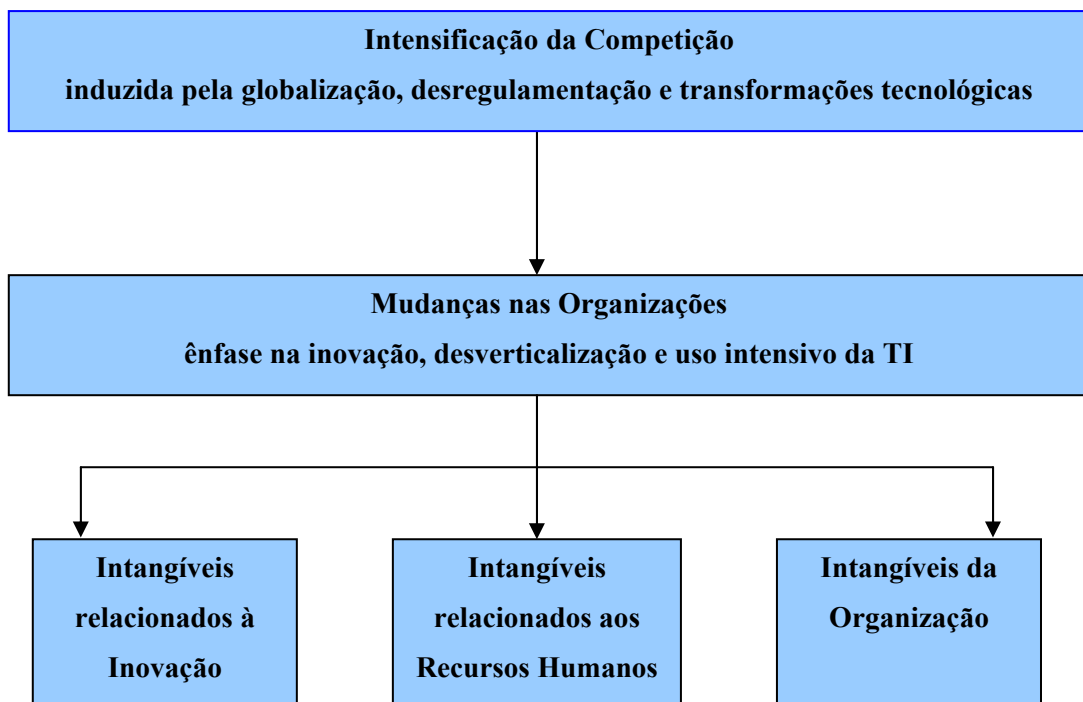 Intensificação da Competição
induzida pela globalização, desregulamentação e transformações tecnológicas
Mudanças nas Organizações
ênfase na inovação, desverticalização e uso intensivo da TI
Intangíveis
relacionados à
Inovação
Intangíveis
relacionados aos
Recursos Humanos
Intangíveis da
Organização